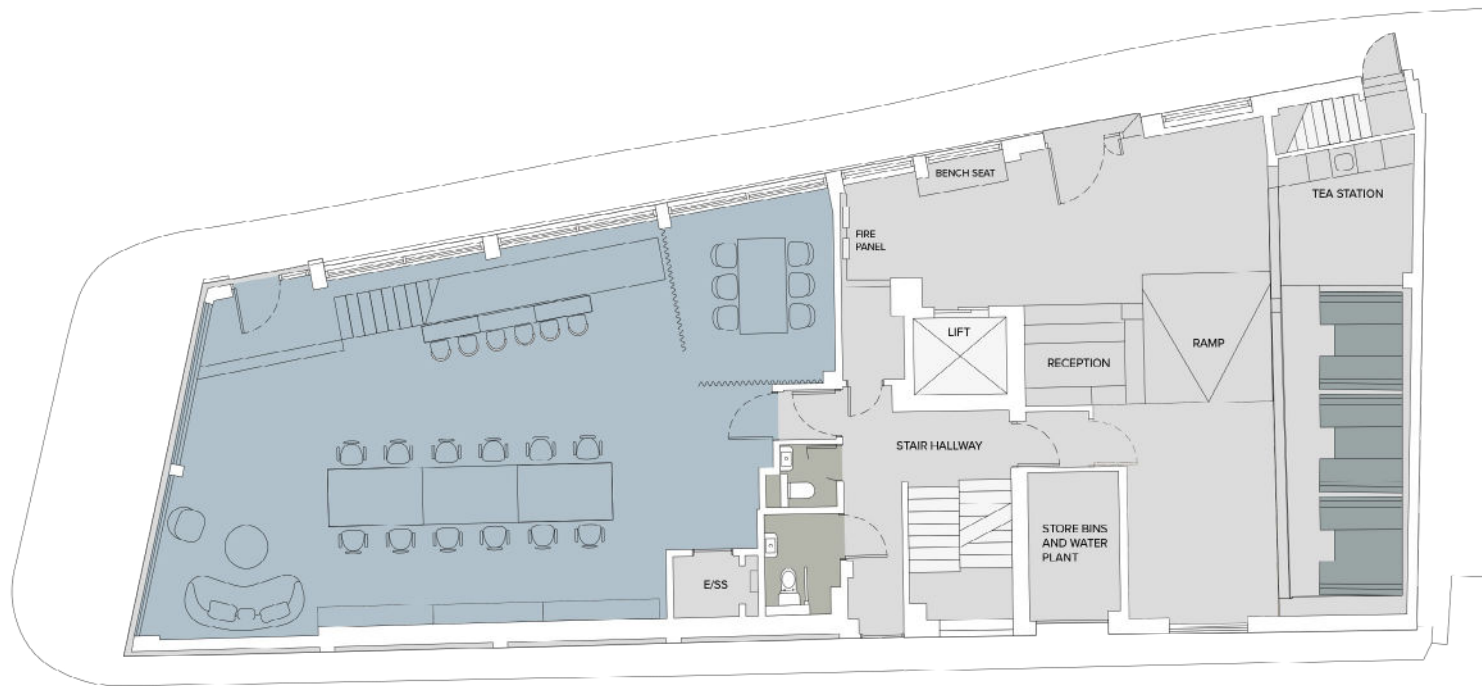 BENCH SEAT
TEA STATION
FIRE
PANEL
LIFT
RECEPTION
RAMP
STAIR HALLWAY
STORE BINS
AND WATER
PLANT
E/SS